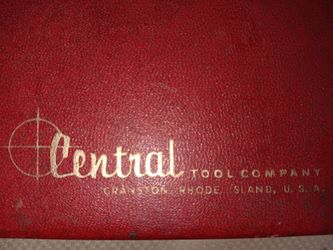 Central TOOL COMPANY
CRANSTON, RHODE ISLAND, U.S.A.